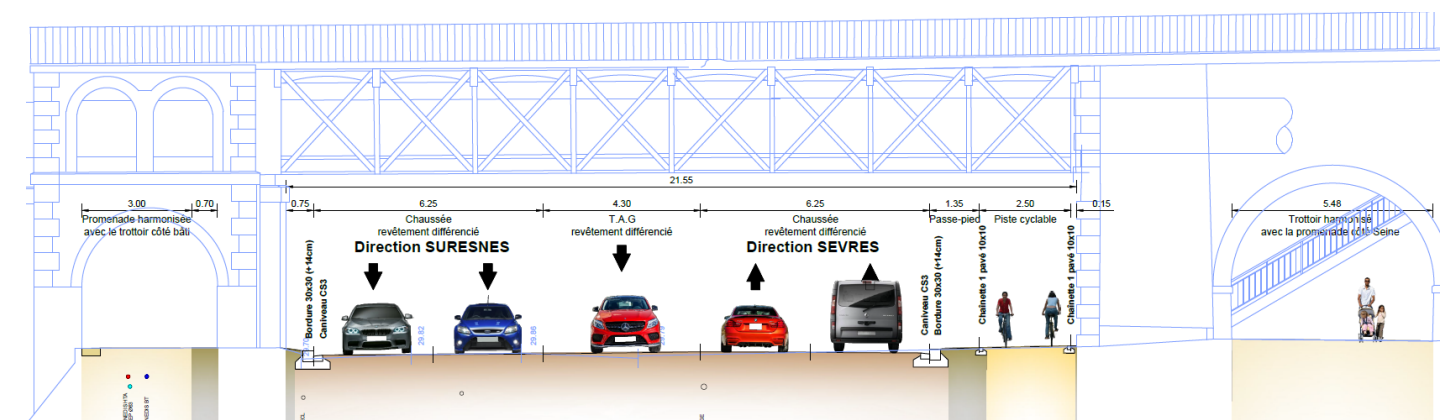 21.55
3.00
0.70
0.75
6.25
4.30
6.25
1.35
2.50
0.15
5.48
Promenade harmonisée
avec le trottoir côté bâti
Chaussée
revêtement différencié
Direction SURESNES
T.A.G
revêtement différencié
Chaussée
revêtement différencié
Direction SEVRES
Passe-pied
Piste cyclable
Trottoir harmonisé
avec la promenade côté Seine
Bordure 30x30 (+14cm)
Caniveau CS3
Caniveau CS3
Bordure 30x30 (+14cm)
Chainette 1 pavé 10x10
Chainette 1 pavé 10x10
29.82
29.86